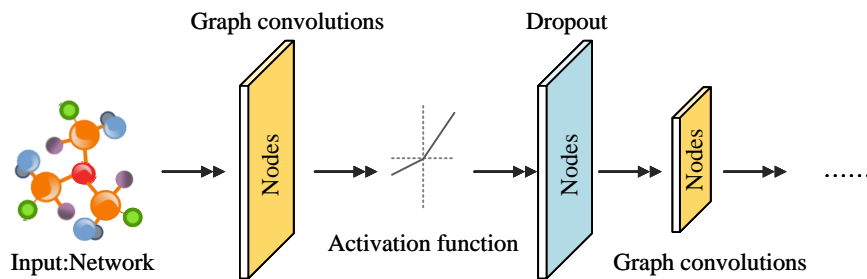 Graph convolutions
Dropout
Nodes
Nodes
Nodes
......
Input:Network
Activation function
Graph convolutions